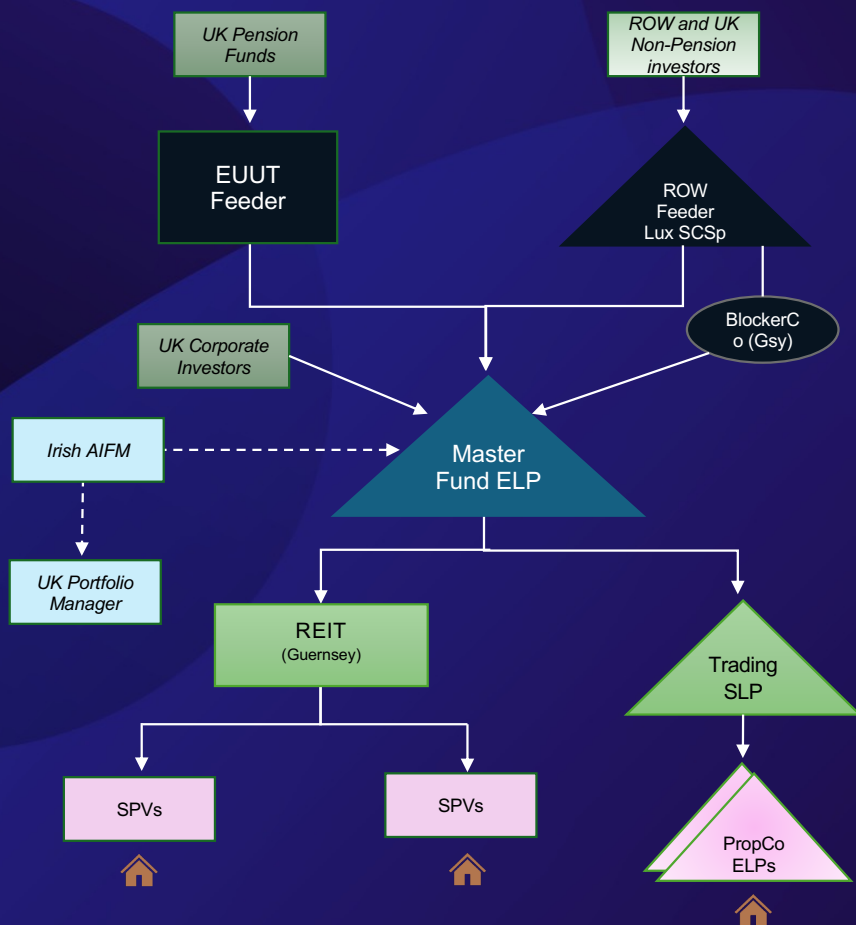 UK Pension
Funds
ROW and UK
Non-Pension
investors
EUUT
Feeder
ROW
Feeder
Lux SCSp
BlockerC
o (Gsy)
UK Corporate
Investors
Irish AIFM
Master
Fund ELP
UK Portfolio
Manager
REIT
(Guernsey)
Trading
SLP
SPVs
SPVs
PropCo
ELPs